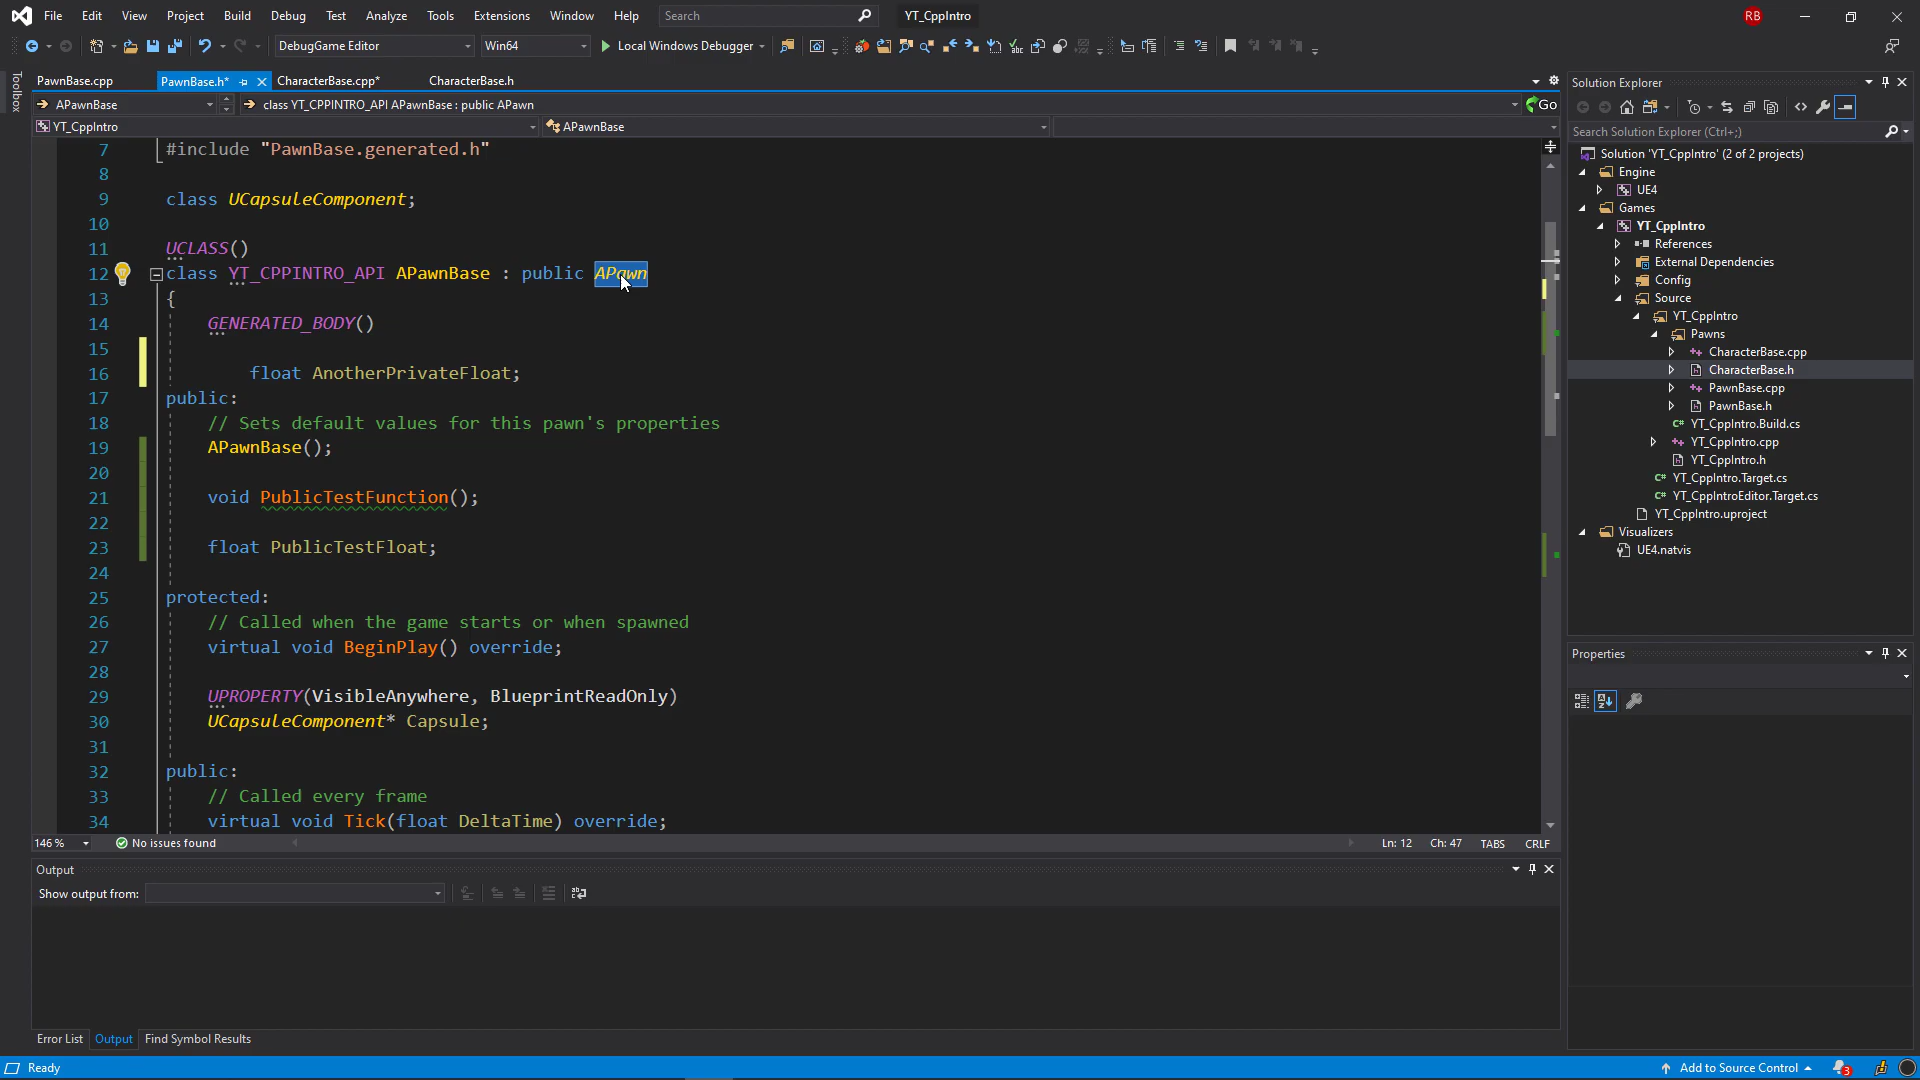 File Edit View Project Build Debug Test Analyze Tools Extensions Window Help Search YT_CppIntro RB
DebugGame Editor Win64 Local Windows Debugger
Toolbox
PawnBase.cpp PawnBase.h* CharacterBase.cpp* CharacterBase.h
APawnBase class YT_CPPINTRO_API APawnBase : public APawn Go
YT_CppIntro APawnBase
7 #include "PawnBase.generated.h"
8
9 class UCapsuleComponent;
10
11 UCLASS()
12 class YT_CPPINTRO_API APawnBase : public APawn
13 {
14 GENERATED_BODY()
15
16 float AnotherPrivateFloat;
17 public:
18 // Sets default values for this pawn's properties
19 APawnBase();
20
21 void PublicTestFunction();
22
23 float PublicTestFloat;
24
25 protected:
26 // Called when the game starts or when spawned
27 virtual void BeginPlay() override;
28
29 UPROPERTY(VisibleAnywhere, BlueprintReadOnly)
30 UCapsuleComponent* Capsule;
31
32 public:
33 // Called every frame
34 virtual void Tick(float DeltaTime) override;
146 % No issues found Ln: 12 Ch: 47 TABS CRLF
Output
Show output from:
Error List Output Find Symbol Results
Solution Explorer
Search Solution Explorer (Ctrl+;)
Solution 'YT_CppIntro' (2 of 2 projects)
Engine
UE4
Games
YT_CppIntro
References
External Dependencies
Config
Source
YT_CppIntro
Pawns
CharacterBase.cpp
CharacterBase.h
PawnBase.cpp
PawnBase.h
C# YT_CppIntro.Build.cs
YT_CppIntro.cpp
YT_CppIntro.h
C# YT_CppIntro.Target.cs
C# YT_CppIntroEditor.Target.cs
YT_CppIntro.uproject
Visualizers
UE4.natvis
Properties
Ready Add to Source Control 3